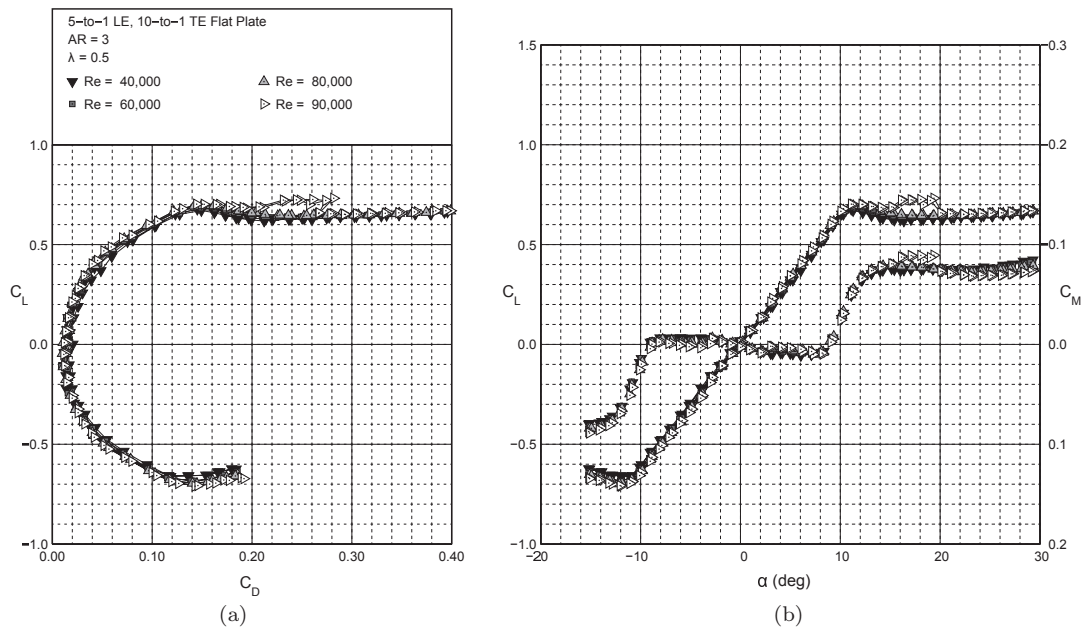 5−to−1 LE, 10−to−1 TE Flat Plate
AR = 3
λ = 0.5
Re = 40,000
Re = 80,000
Re = 60,000
Re = 90,000
1.0
0.5
0.0
−0.5
−1.0
C_L
0.00
0.10
0.20
0.30
0.40
C_D
(a)
1.5
1.0
0.5
0.0
−0.5
−1.0
C_L
−20
−10
0
10
20
30
α (deg)
0.3
0.2
0.1
0.0
0.1
0.2
C_M
(b)